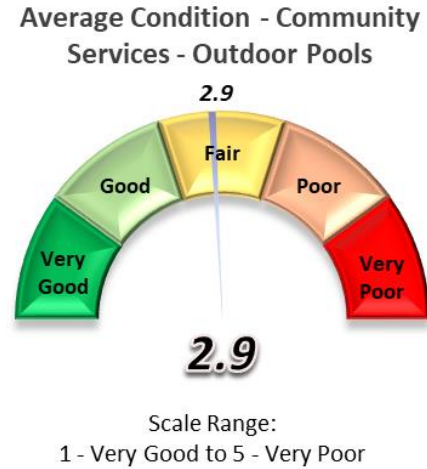 Average Condition - Community
Services - Outdoor Pools
2.9
Fair
Good
Poor
Very
Good
Very
Poor
2.9
Scale Range:
1 - Very Good to 5 - Very Poor